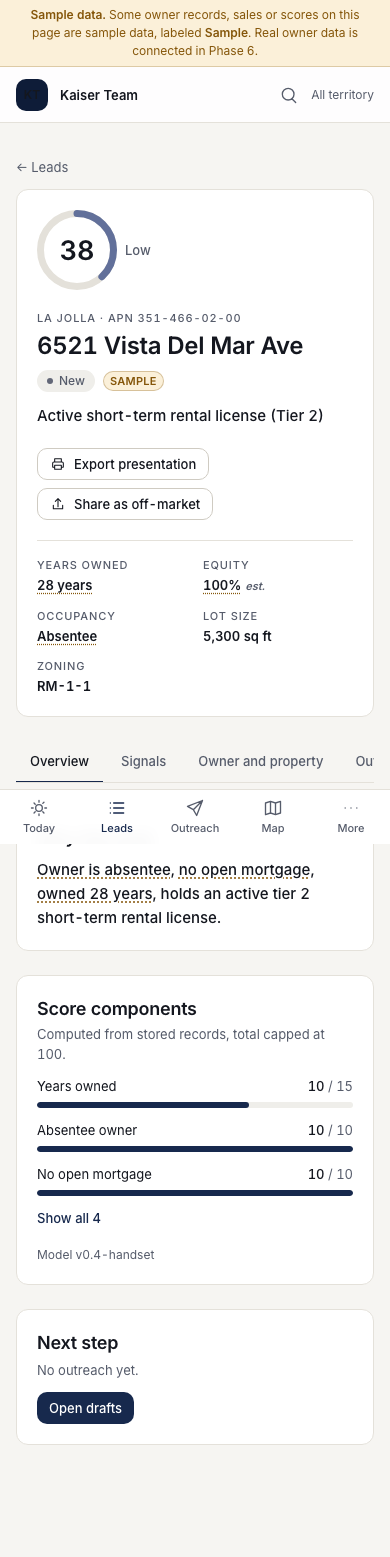 Sample data. Some owner records, sales or scores on this
page are sample data, labeled Sample. Real owner data is
connected in Phase 6.
Kaiser Team
All territory
← Leads
38
Low
LA JOLLA · APN 351-466-02-00
6521 Vista Del Mar Ave
New
SAMPLE
Active short-term rental license (Tier 2)
Export presentation
Share as off-market
YEARS OWNED
EQUITY
28 years
100% est.
OCCUPANCY
LOT SIZE
Absentee
5,300 sq ft
ZONING
RM-1-1
Overview
Signals
Owner and property
Today
Leads
Outreach
Map
More
Owner is absentee, no open mortgage,
owned 28 years, holds an active tier 2
short-term rental license.
Score components
Computed from stored records, total capped at
100.
Years owned
10 / 15
Absentee owner
10 / 10
No open mortgage
10 / 10
Show all 4
Model v0.4-handset
Next step
No outreach yet.
Open drafts